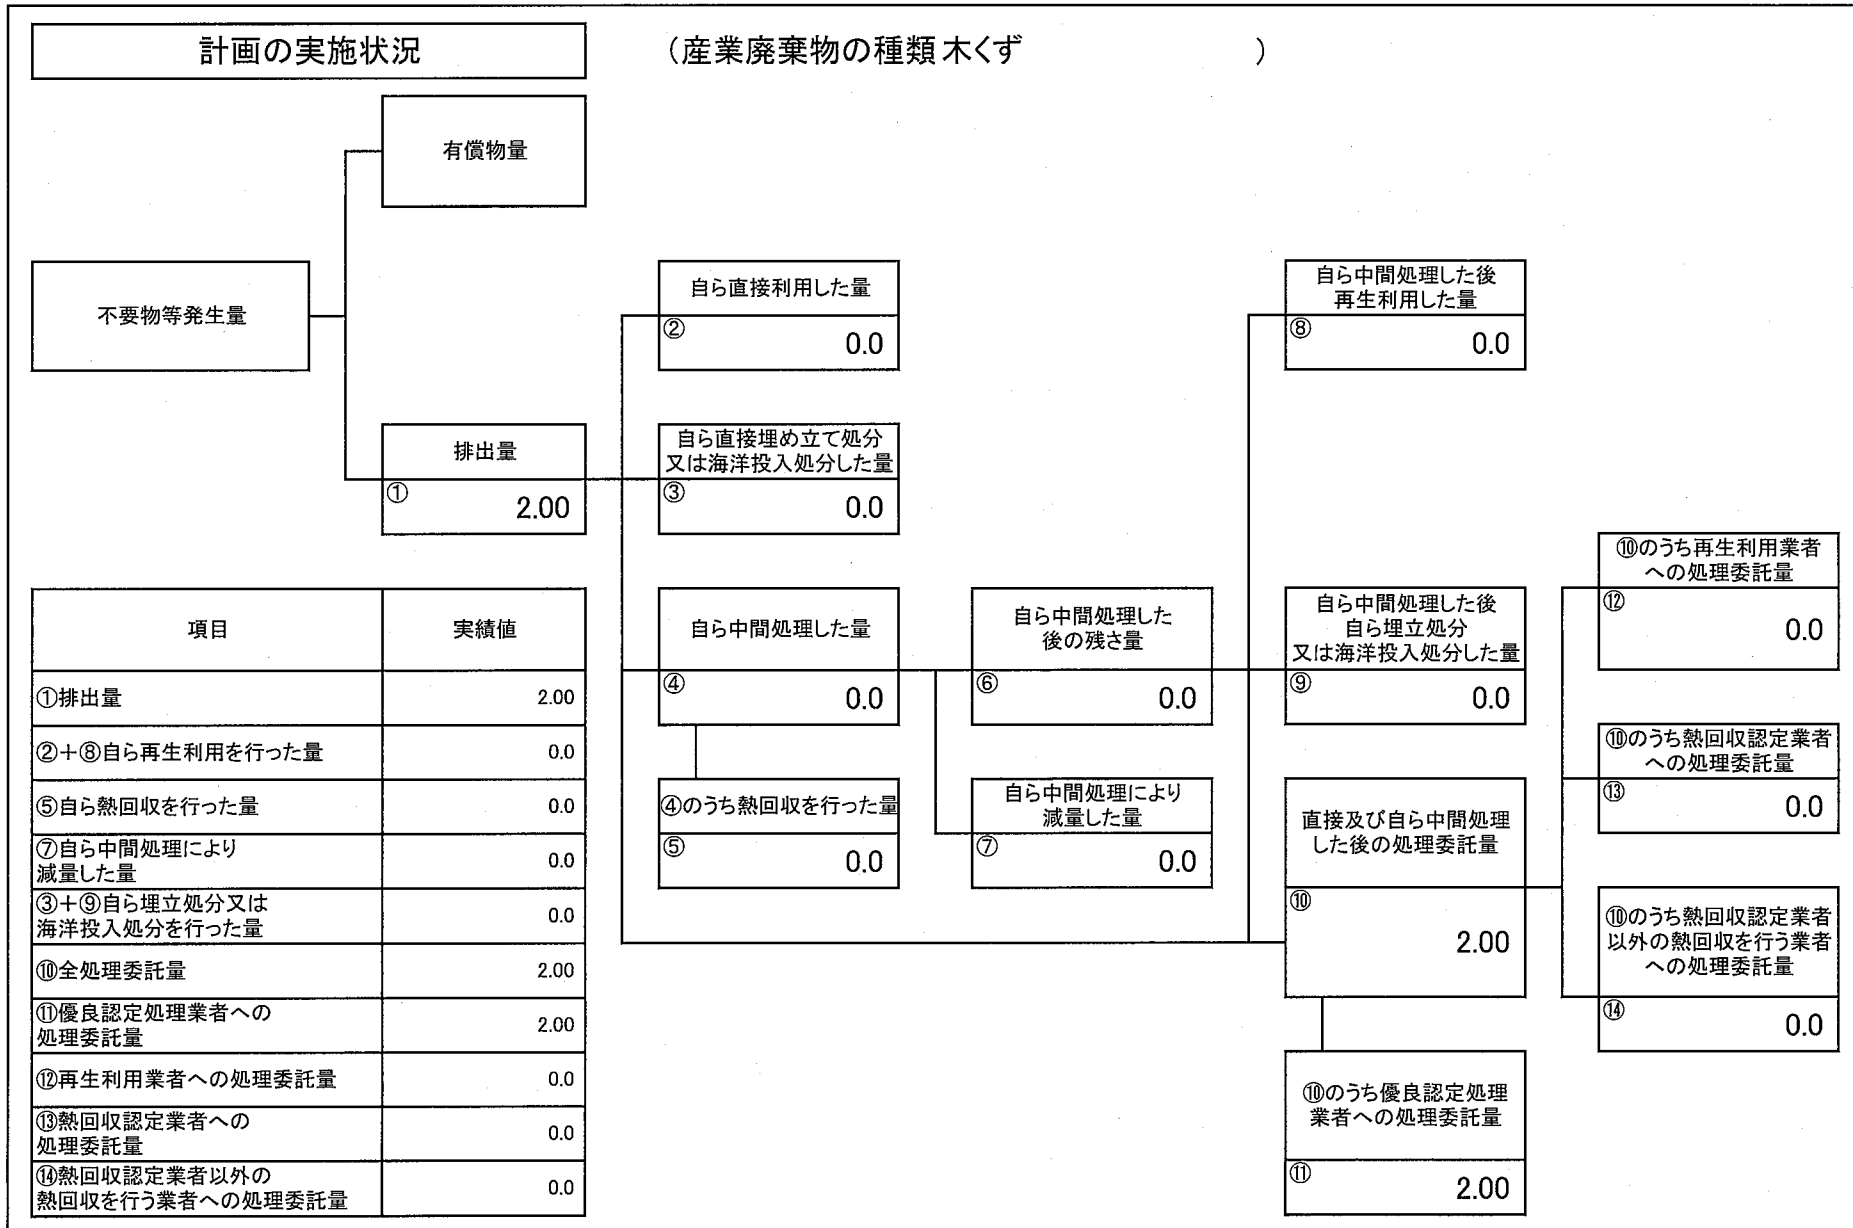 計画の実施状況
（産業廃棄物の種類 木くず ）
有償物量
不要物等発生量
排出量
①
2.00
自ら直接利用した量
②
0.0
自ら直接埋め立て処分
又は海洋投入処分した量
③
0.0
自ら中間処理した量
④
0.0
④のうち熱回収を行った量
⑤
0.0
自ら中間処理した
後の残さ量
⑥
0.0
自ら中間処理により
減量した量
⑦
0.0
自ら中間処理した後
再生利用した量
⑧
0.0
自ら中間処理した後
自ら埋立処分
又は海洋投入処分した量
⑨
0.0
直接及び自ら中間処理
した後の処理委託量
⑩
2.00
⑩のうち優良認定処理
業者への処理委託量
⑪
2.00
⑩のうち再生利用業者
への処理委託量
⑫
0.0
⑩のうち熱回収認定業者
への処理委託量
⑬
0.0
⑩のうち熱回収認定業者
以外の熱回収を行う業者
への処理委託量
⑭
0.0
項目 実績値
①排出量 2.00
②＋⑧自ら再生利用を行った量 0.0
⑤自ら熱回収を行った量 0.0
⑦自ら中間処理により
減量した量 0.0
③＋⑨自ら埋立処分又は
海洋投入処分を行った量 0.0
⑩全処理委託量 2.00
⑪優良認定処理業者への
処理委託量 2.00
⑫再生利用業者への処理委託量 0.0
⑬熱回収認定業者への
処理委託量 0.0
⑭熱回収認定業者以外の
熱回収を行う業者への処理委託量 0.0